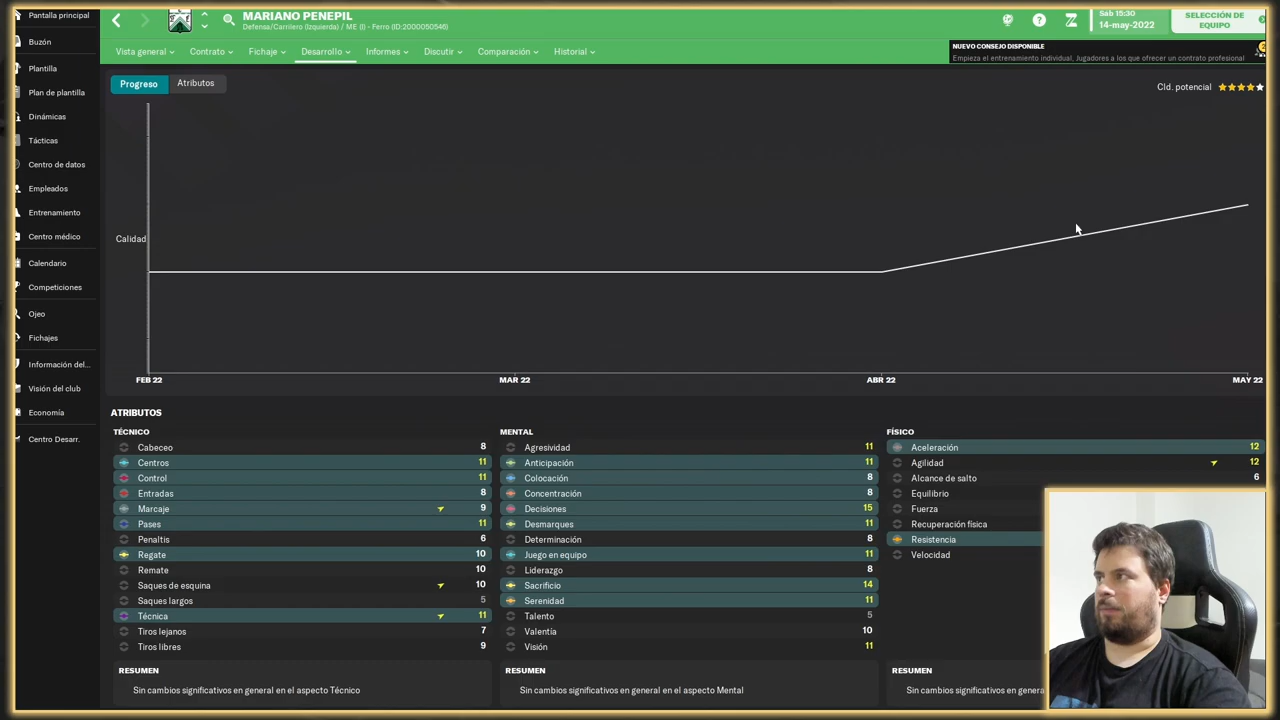 Pantalla principal
Buzón
Plantilla
Plan de plantilla
Dinámicas
Tácticas
Centro de datos
Empleados
Entrenamiento
Centro médico
Calendario
Competiciones
Ojeo
Fichajes
Información del...
Visión del club
Economía
Centro Desarr.
MARIANO PENEPIL
Defensa/Carrilero (Izquierda) / ME (I) - Ferro (ID:2000050546)
Sáb 15:30
14-may-2022
SELECCIÓN DE
EQUIPO
Vista general
Contrato
Fichaje
Desarrollo
Informes
Discutir
Comparación
Historial
NUEVO CONSEJO DISPONIBLE
Empieza el entrenamiento individual, Jugadores a los que ofrecer un contrato profesional
Progreso
Atributos
Cld. potencial
Calidad
FEB 22
MAR 22
ABR 22
MAY 22
ATRIBUTOS
TÉCNICO
Cabeceo 8
Centros 11
Control 11
Entradas 8
Marcaje 9
Pases 11
Penaltis 6
Regate 10
Remate 10
Saques de esquina 10
Saques largos 5
Técnica 11
Tiros lejanos 7
Tiros libres 9
RESUMEN
Sin cambios significativos en general en el aspecto Técnico
MENTAL
Agresividad 11
Anticipación 11
Colocación 8
Concentración 8
Decisiones 15
Desmarques 11
Determinación 8
Juego en equipo 11
Liderazgo 8
Sacrificio 14
Serenidad 11
Talento 5
Valentía 10
Visión 11
RESUMEN
Sin cambios significativos en general en el aspecto Mental
FÍSICO
Aceleración 12
Agilidad 12
Alcance de salto 6
Equilibrio
Fuerza
Recuperación física
Resistencia
Velocidad
RESUMEN
Sin cambios significativos en genera